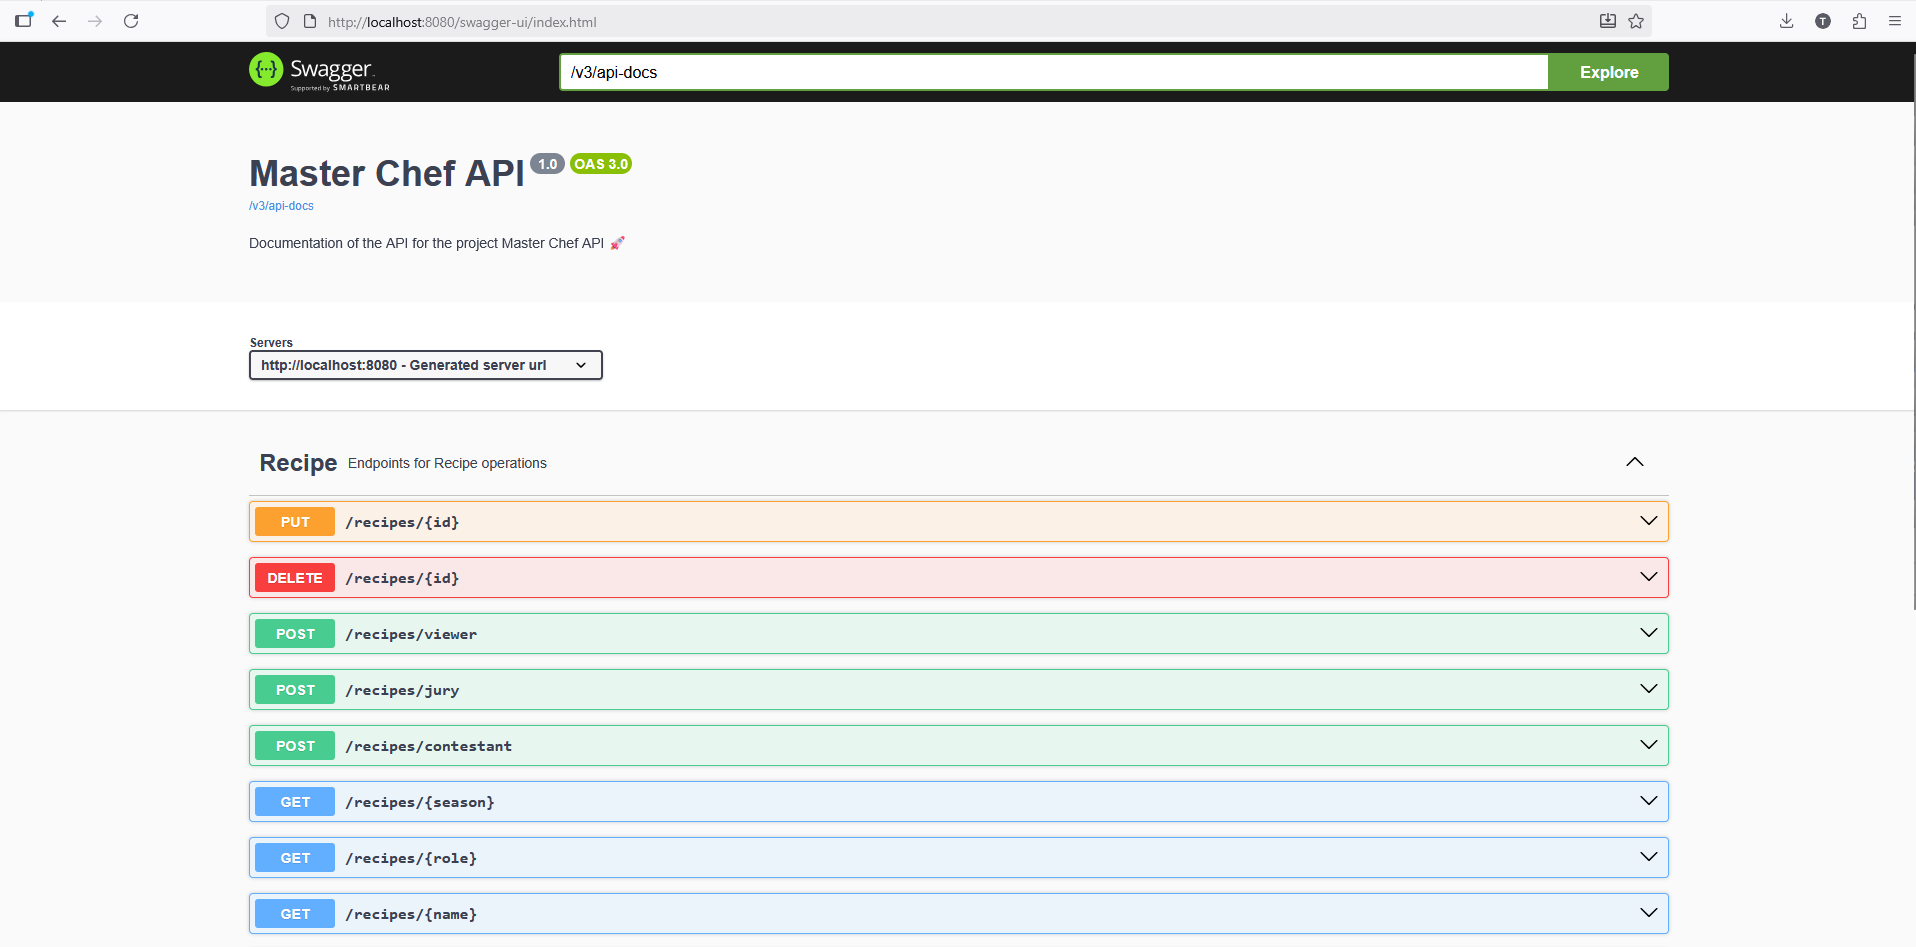 http://localhost:8080/swagger-ui/index.html
T
{··} Swagger
Supported by SMARTBEAR
/v3/api-docs
Explore
Master Chef API 1.0 OAS 3.0
/v3/api-docs
Documentation of the API for the project Master Chef API 🚀
Servers
http://localhost:8080 - Generated server url
Recipe Endpoints for Recipe operations
PUT /recipes/{id}
DELETE /recipes/{id}
POST /recipes/viewer
POST /recipes/jury
POST /recipes/contestant
GET /recipes/{season}
GET /recipes/{role}
GET /recipes/{name}